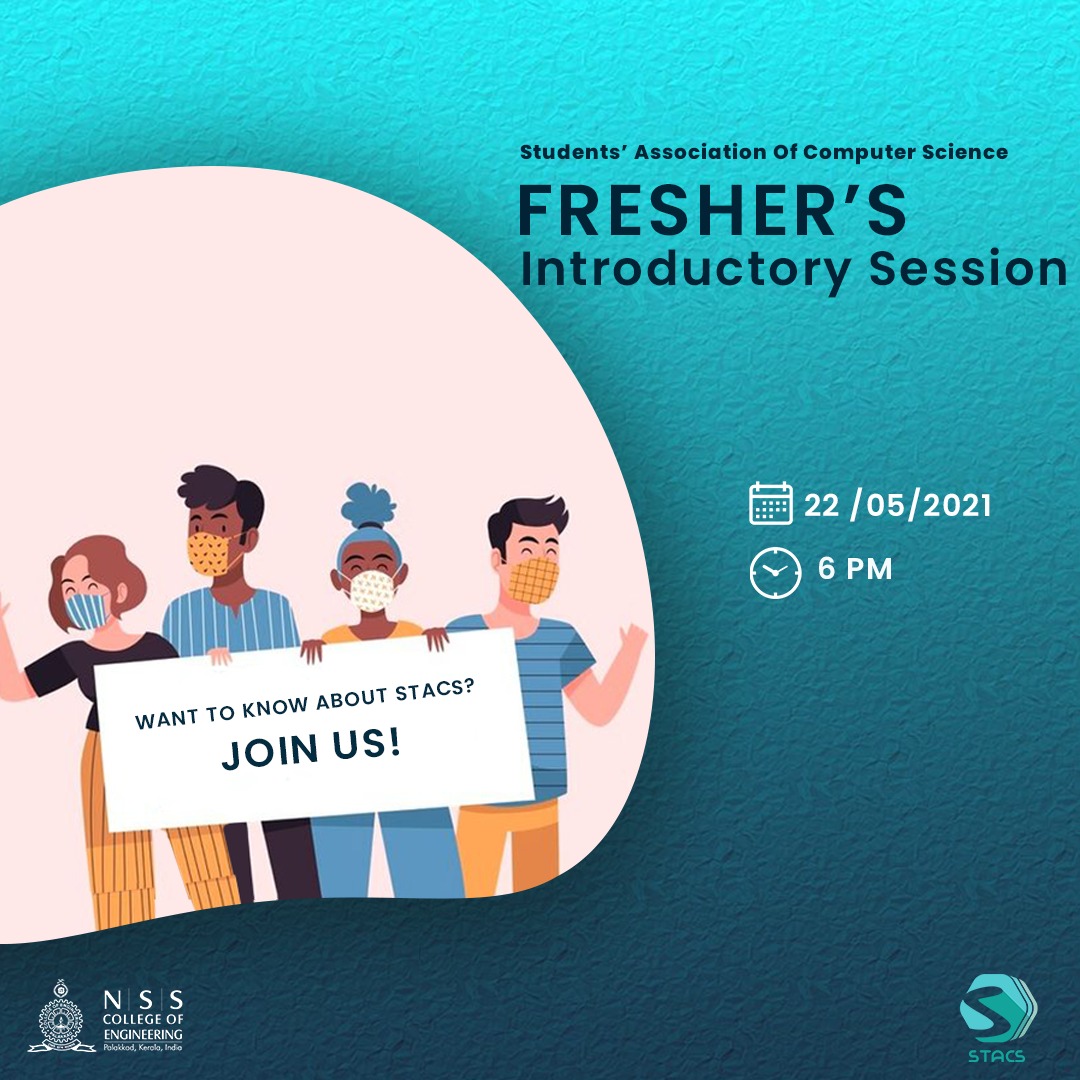 Students’ Association Of Computer Science
FRESHER’S
Introductory Session
22 /05/2021
6 PM
WANT TO KNOW ABOUT STACS?
JOIN US!
N|S|S
COLLEGE OF
ENGINEERING
Palakkad, Kerala, India
STACS